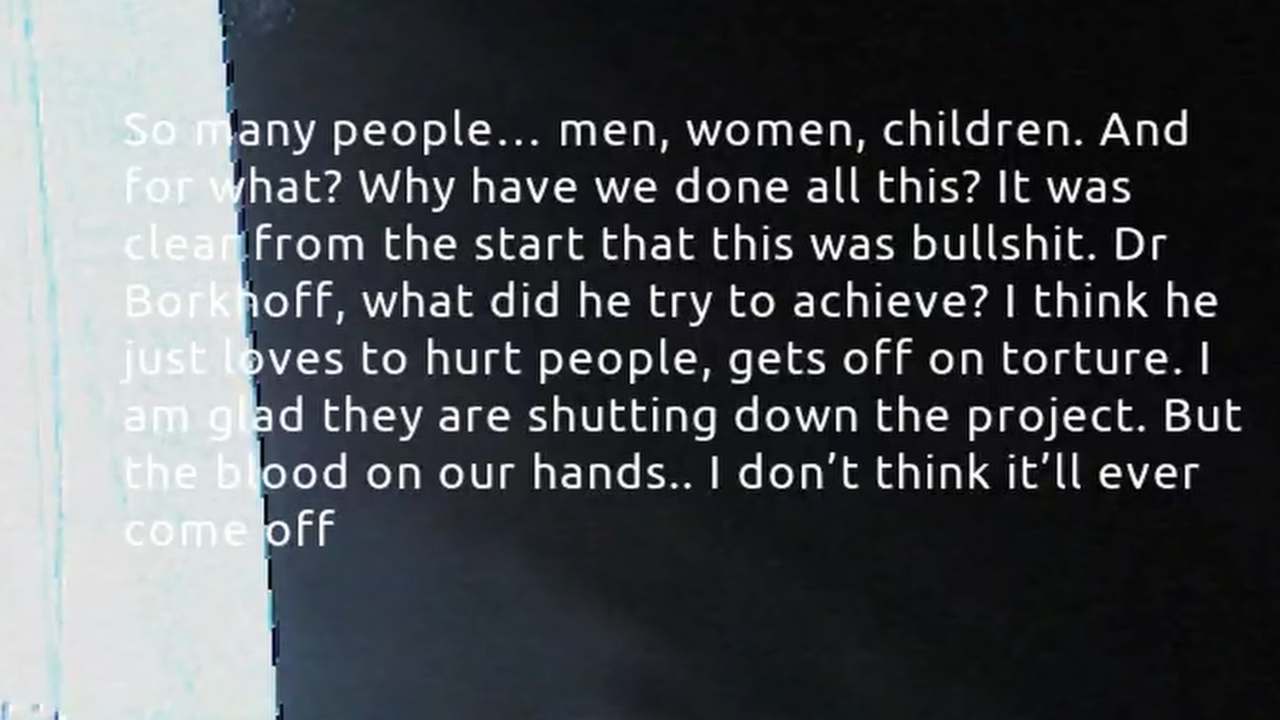 So many people... men, women, children. And
for what? Why have we done all this? It was
clear from the start that this was bullshit. Dr
Borkhoff, what did he try to achieve? I think he
just loves to hurt people, gets off on torture. I
am glad they are shutting down the project. But
the blood on our hands.. I don’t think it’ll ever
come off